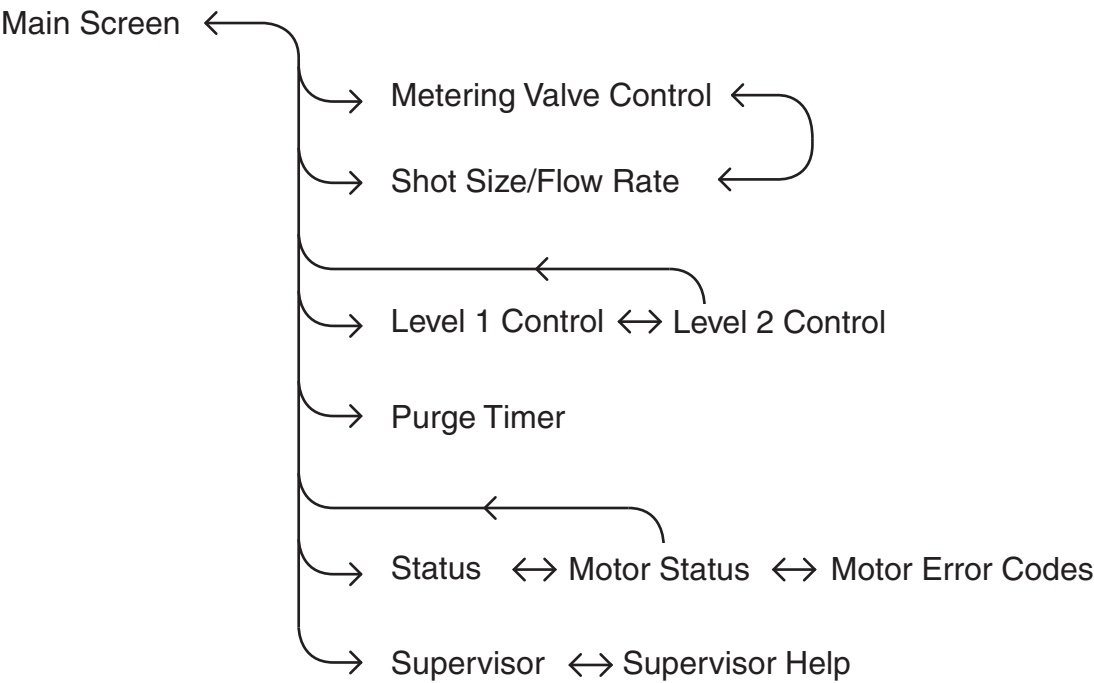 Main Screen
Metering Valve Control
Shot Size/Flow Rate
Level 1 Control Level 2 Control
Purge Timer
Status Motor Status Motor Error Codes
Supervisor Supervisor Help